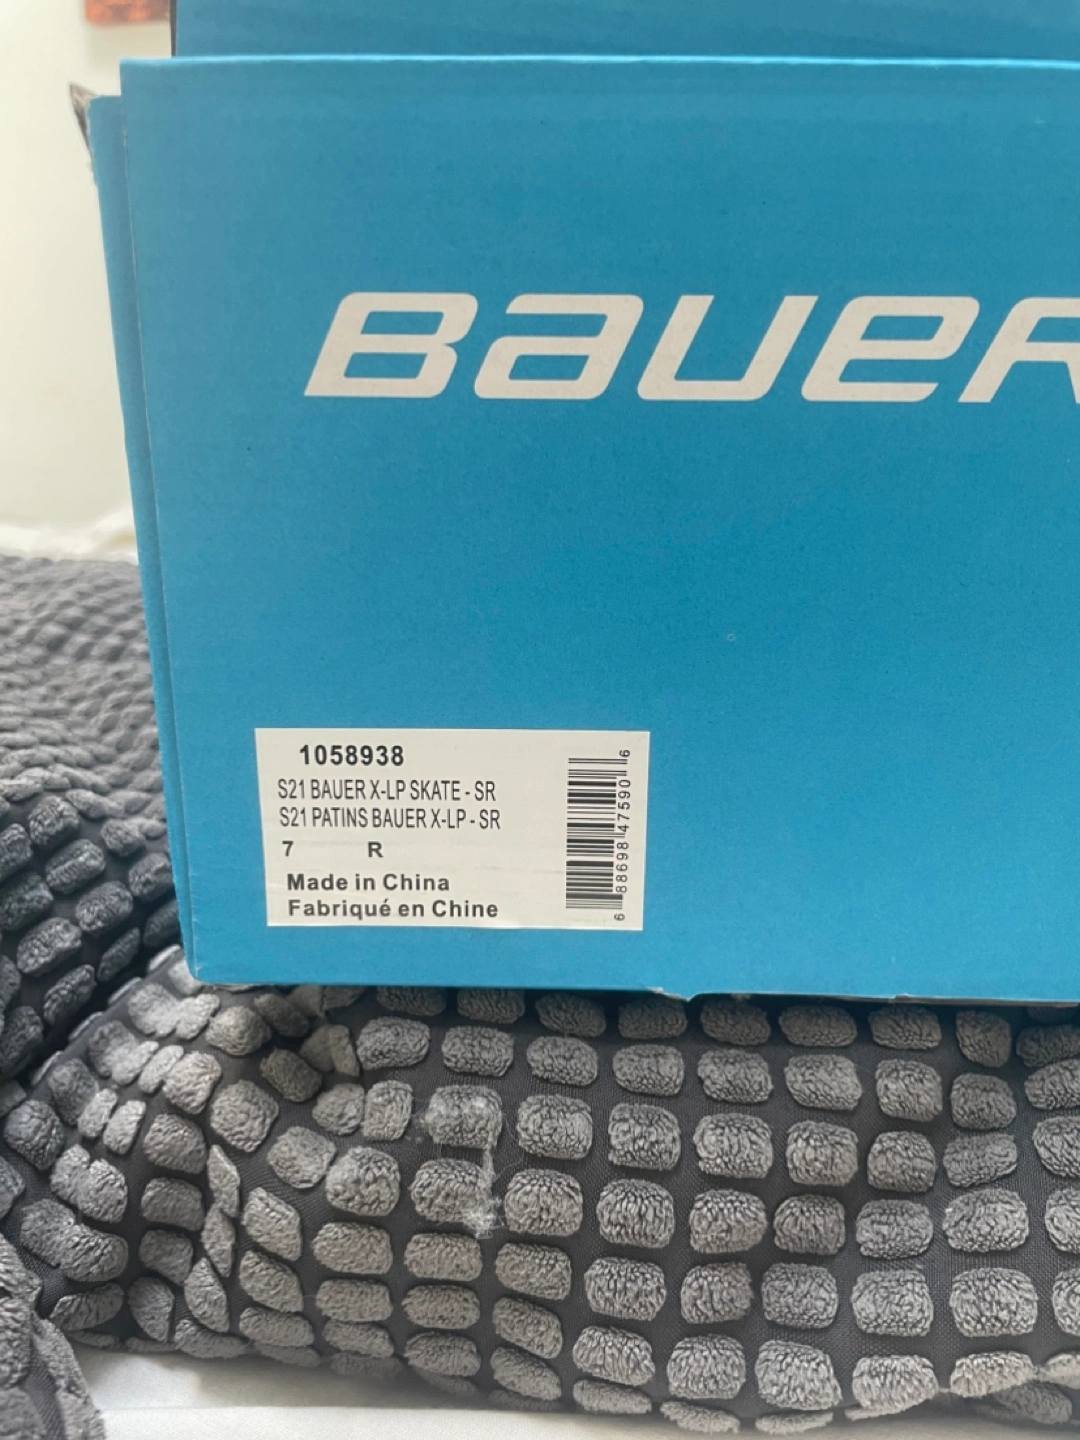 BAUER
1058938
S21 BAUER X-LP SKATE - SR
S21 PATINS BAUER X-LP - SR
7 R
Made in China
Fabriqué en Chine
6 88698 47590 6